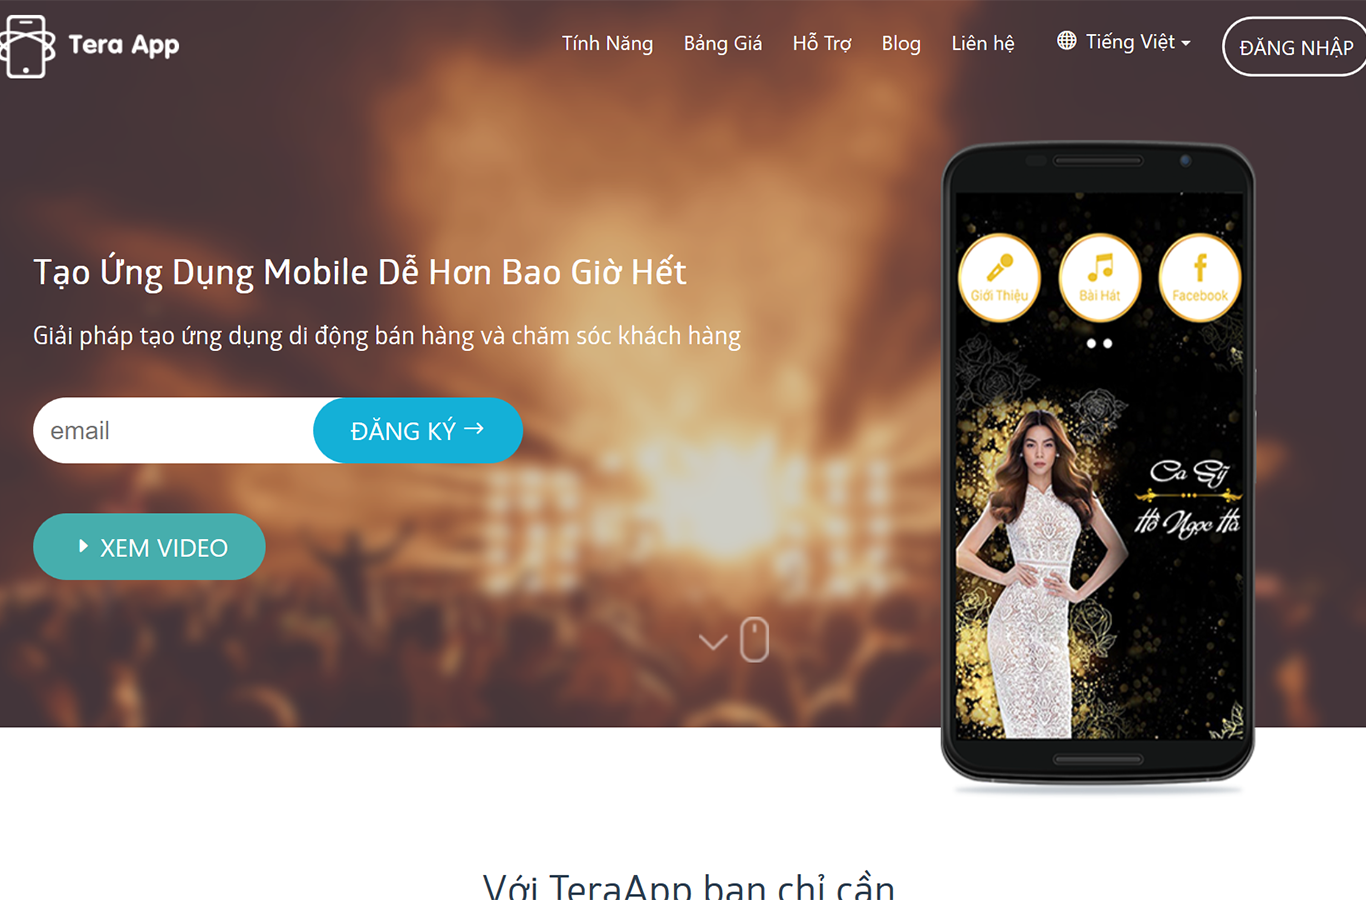 Tera App
Tính Năng
Bảng Giá
Hỗ Trợ
Blog
Liên hệ
Tiếng Việt
ĐĂNG NHẬP
Tạo Ứng Dụng Mobile Dễ Hơn Bao Giờ Hết
Giải pháp tạo ứng dụng di động bán hàng và chăm sóc khách hàng
email
ĐĂNG KÝ →
XEM VIDEO
Giới Thiệu
Bài Hát
Facebook
Ca Sỹ
Hồ Ngọc Hà
Với TeraApp bạn chỉ cần